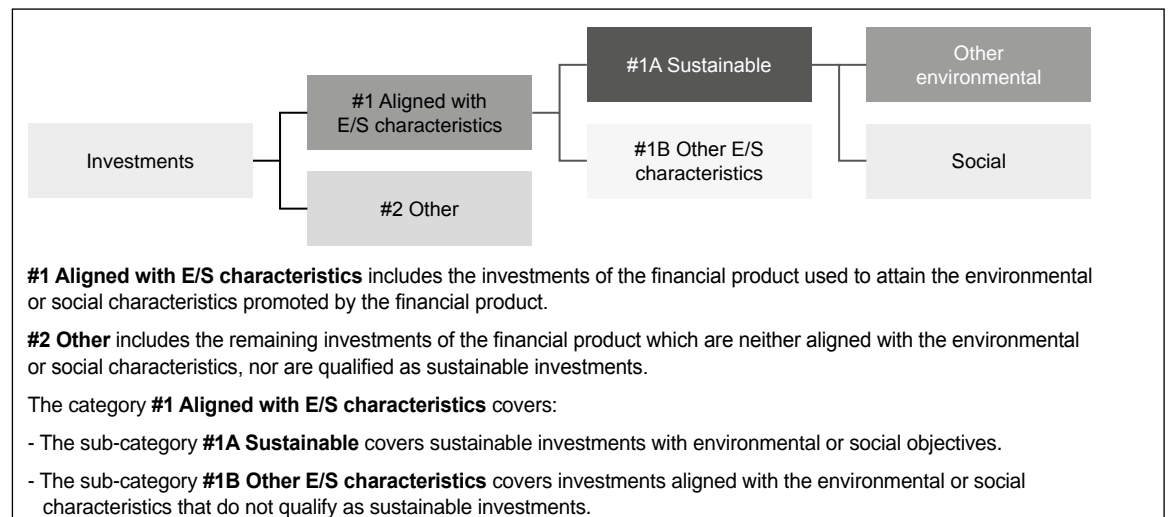 #1A Sustainable
Other
environmental
#1 Aligned with
E/S characteristics
Investments
#1B Other E/S
characteristics
Social
#2 Other
#1 Aligned with E/S characteristics includes the investments of the financial product used to attain the environmental
or social characteristics promoted by the financial product.
#2 Other includes the remaining investments of the financial product which are neither aligned with the environmental
or social characteristics, nor are qualified as sustainable investments.
The category #1 Aligned with E/S characteristics covers:
- The sub-category #1A Sustainable covers sustainable investments with environmental or social objectives.
- The sub-category #1B Other E/S characteristics covers investments aligned with the environmental or social
characteristics that do not qualify as sustainable investments.